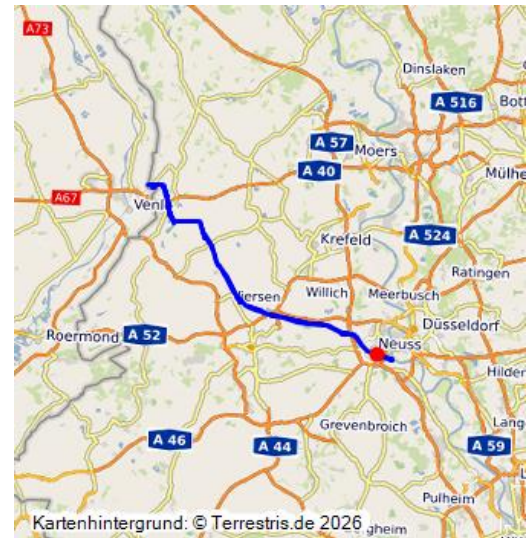 A73
Dinslaken
A 516
Bott
A 57
Moers
A 40
Mülhe
A67
Venl
Krefeld
A 524
Ratingen
Viersen
Willich
Meerbusch
Düsseldorf
Roermond
A 52
Neuss
Hilden
Grevenbroich
Lang
A 46
A 44
A 59
Pulheim
Kartenhintergrund: © Terrestris.de 2026